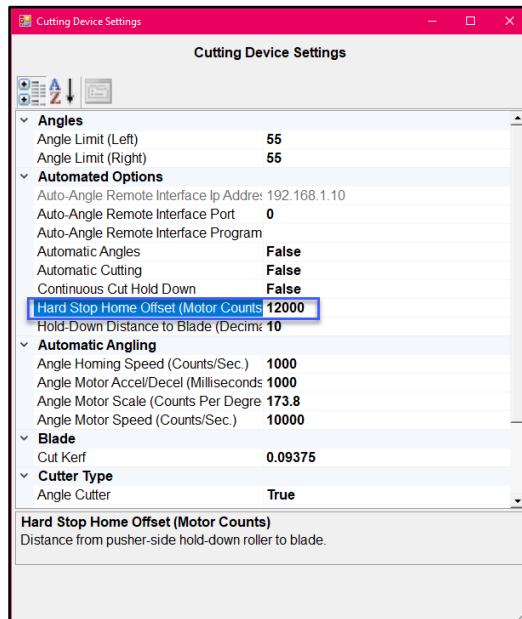 Cutting Device Settings
Cutting Device Settings
Angles
Angle Limit (Left) 55
Angle Limit (Right) 55
Automated Options
Auto-Angle Remote Interface Ip Addre 192.168.1.10
Auto-Angle Remote Interface Port 0
Auto-Angle Remote Interface Program
Automatic Angles False
Automatic Cutting False
Continuous Cut Hold Down False
Hard Stop Home Offset (Motor Counts 12000
Hold-Down Distance to Blade (Decima 10
Automatic Angling
Angle Homing Speed (Counts/Sec.) 1000
Angle Motor Accel/Decel (Milliseconds 1000
Angle Motor Scale (Counts Per Degre 173.8
Angle Motor Speed (Counts/Sec.) 10000
Blade
Cut Kerf 0.09375
Cutter Type
Angle Cutter True
Hard Stop Home Offset (Motor Counts)
Distance from pusher-side hold-down roller to blade.